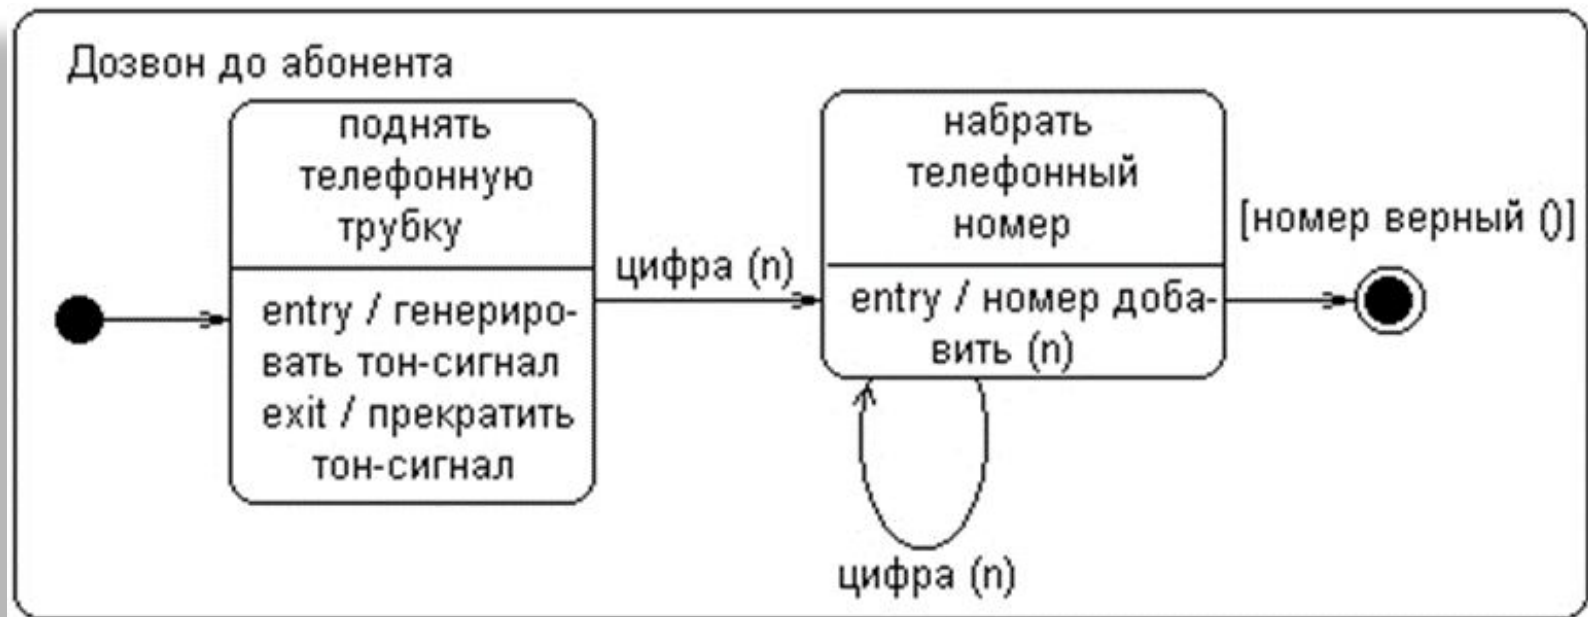 Дозвон до абонента
поднять
телефонную
трубку
entry / генериро-
вать тон-сигнал
exit / прекратить
тон-сигнал
цифра (n)
набрать
телефонный
номер
entry / номер доба-
вить (n)
цифра (n)
[номер верный ()]